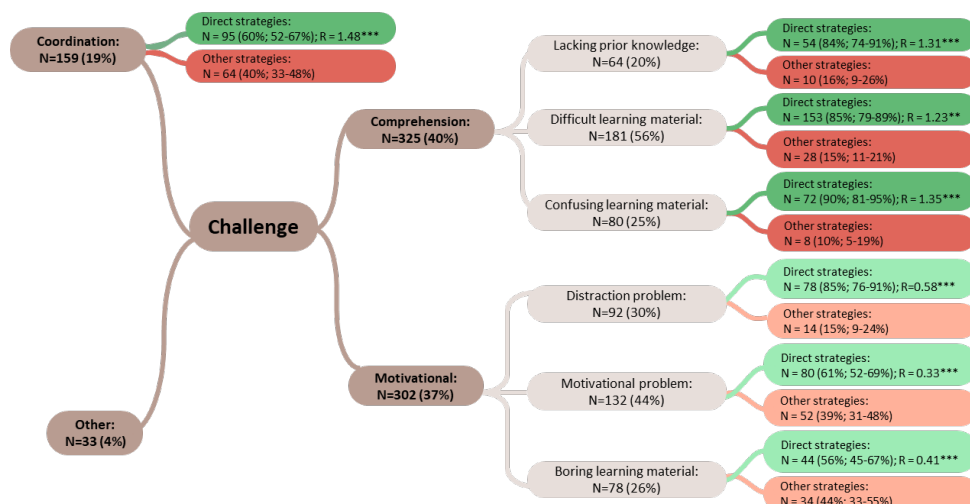 Coordination:
N=159 (19%)
Direct strategies:
N = 95 (60%; 52-67%); R = 1.48***
Other strategies:
N = 64 (40%; 33-48%)
Challenge
Other:
N=33 (4%)
Comprehension:
N=325 (40%)
Lacking prior knowledge:
N=64 (20%)
Direct strategies:
N = 54 (84%; 74-91%); R = 1.31***
Other strategies:
N = 10 (16%; 9-26%)
Difficult learning material:
N=181 (56%)
Direct strategies:
N = 153 (85%; 79-89%); R = 1.23**
Other strategies:
N = 28 (15%; 11-21%)
Confusing learning material:
N=80 (25%)
Direct strategies:
N = 72 (90%; 81-95%); R = 1.35***
Other strategies:
N = 8 (10%; 5-19%)
Motivational:
N=302 (37%)
Distraction problem:
N=92 (30%)
Direct strategies:
N = 78 (85%; 76-91%); R=0.58***
Other strategies:
N = 14 (15%; 9-24%)
Motivational problem:
N=132 (44%)
Direct strategies:
N = 80 (61%; 52-69%); R = 0.33***
Other strategies:
N = 52 (39%; 31-48%)
Boring learning material:
N=78 (26%)
Direct strategies:
N = 44 (56%; 45-67%); R = 0.41***
Other strategies:
N = 34 (44%; 33-55%)